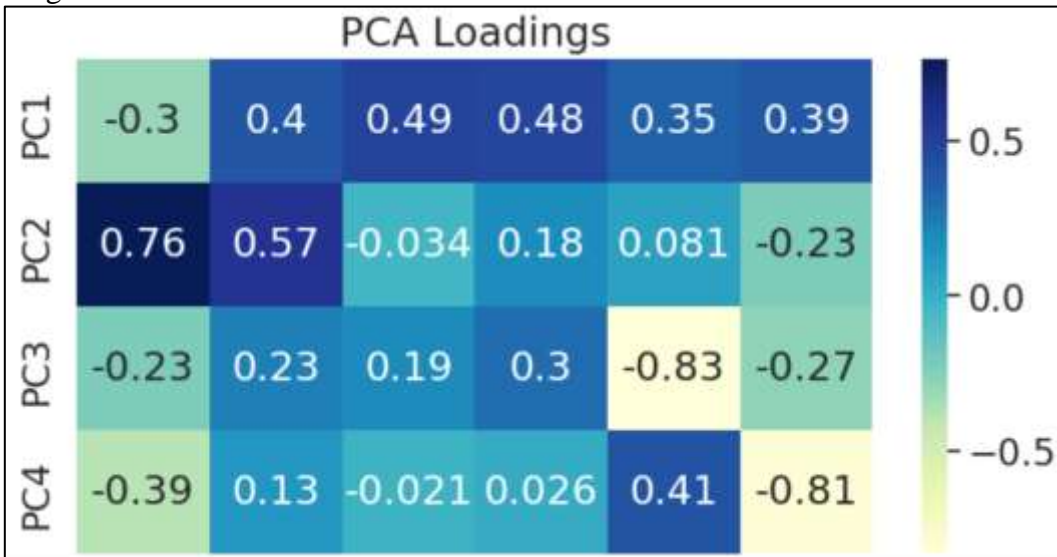 PCA Loadings
PC1 -0.3 0.4 0.49 0.48 0.35 0.39
PC2 0.76 0.57 -0.034 0.18 0.081 -0.23
PC3 -0.23 0.23 0.19 0.3 -0.83 -0.27
PC4 -0.39 0.13 -0.021 0.026 0.41 -0.81
0.5
0.0
−0.5